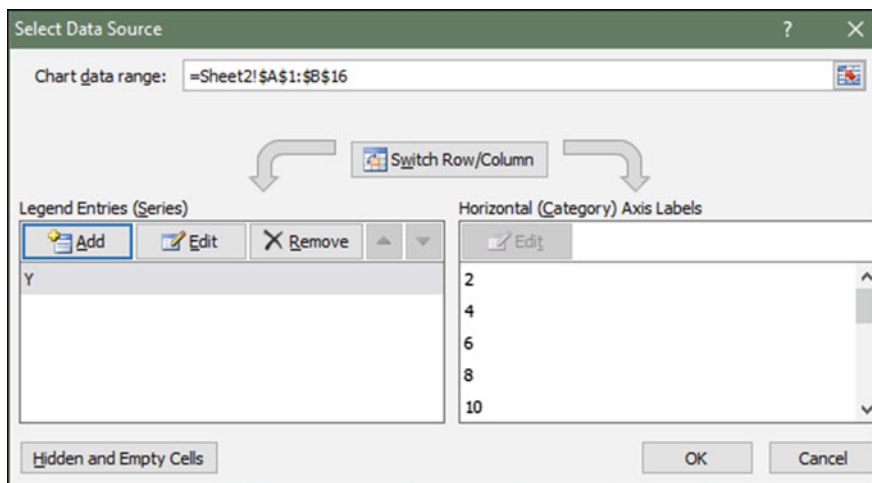 Select Data Source ? ×
Chart data range: =Sheet2!$A$1:$B$16
Switch Row/Column
Legend Entries (Series)
Add Edit Remove
Y
Horizontal (Category) Axis Labels
Edit
2
4
6
8
10
Hidden and Empty Cells
OK Cancel